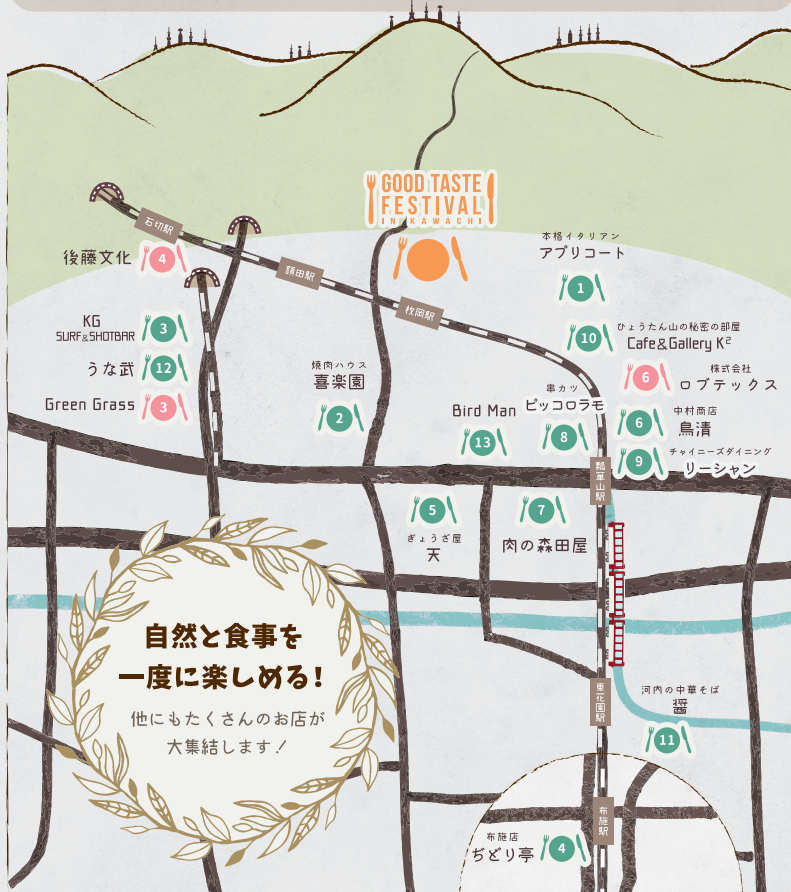 GOOD TASTE
FESTIVAL
IN KAWACHI
石切駅
後藤文化
4
額田駅
枚岡駅
本格イタリアン
アプリコート
1
KG
SURF&SHOTBAR
3
うな武
12
Green Grass
3
焼肉ハウス
喜楽園
2
10
ひょうたん山の秘密の部屋
Cafe&Gallery K²
6
株式会社
ロブテックス
串カツ
ピッコロラモ
8
Bird Man
13
6
中村商店
鳥清
9
チャイニーズダイニング
リーシャン
瓢箪山駅
5
ぎょうざ屋
天
7
肉の森田屋
自然と食事を
一度に楽しめる!
他にもたくさんのお店が
大集結します!
東花園駅
河内の中華そば
醤
11
布施駅
布施店
ぢどり亭
4